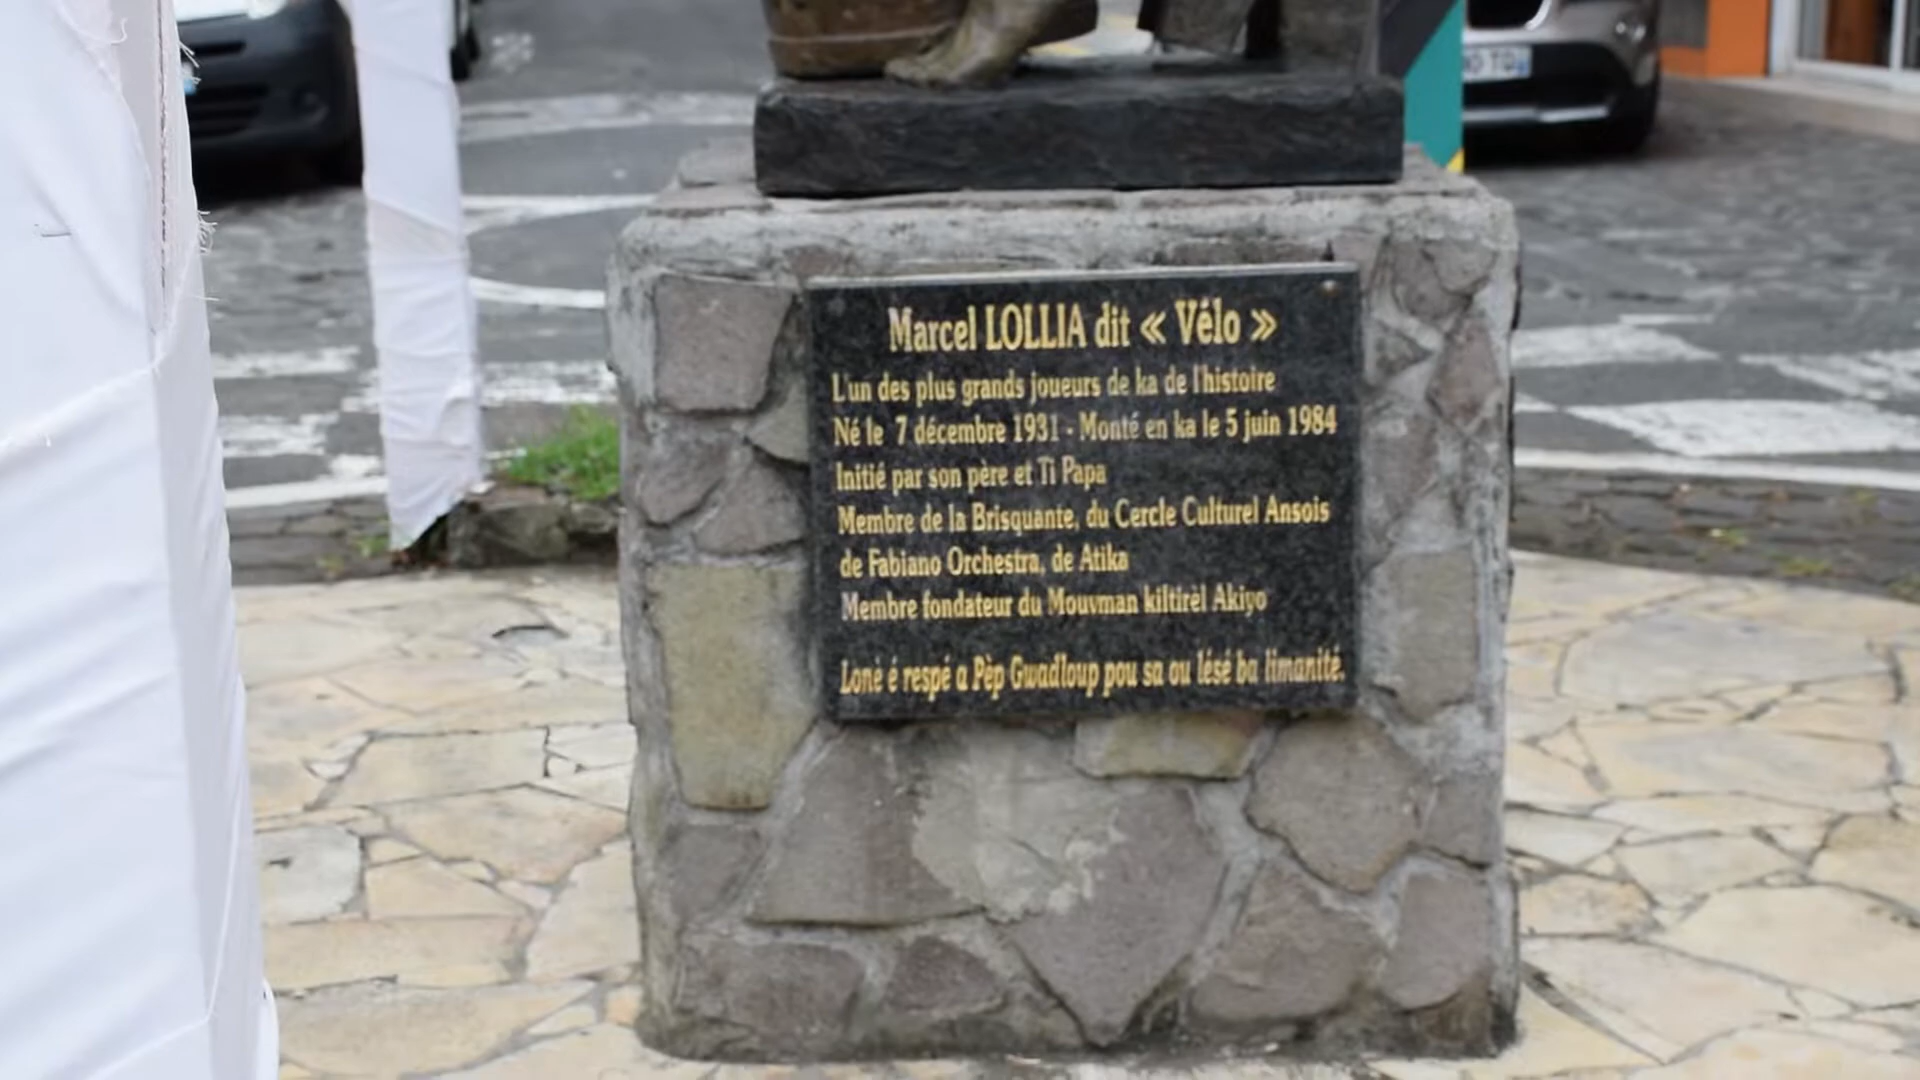 Marcel LOLLIA dit « Vélo »
L'un des plus grands joueurs de ka de l'histoire
Né le 7 décembre 1931 - Monté en ka le 5 juin 1984
Initié par son père et Ti Papa
Membre de la Brisquante, du Cercle Culturel Ansois
de Fabiano Orchestra, de Atika
Membre fondateur du Mouvman kiltirèl Akiyo
Lonè é respé a Pèp Gwadloup pou sa ou lésé ba limanité.